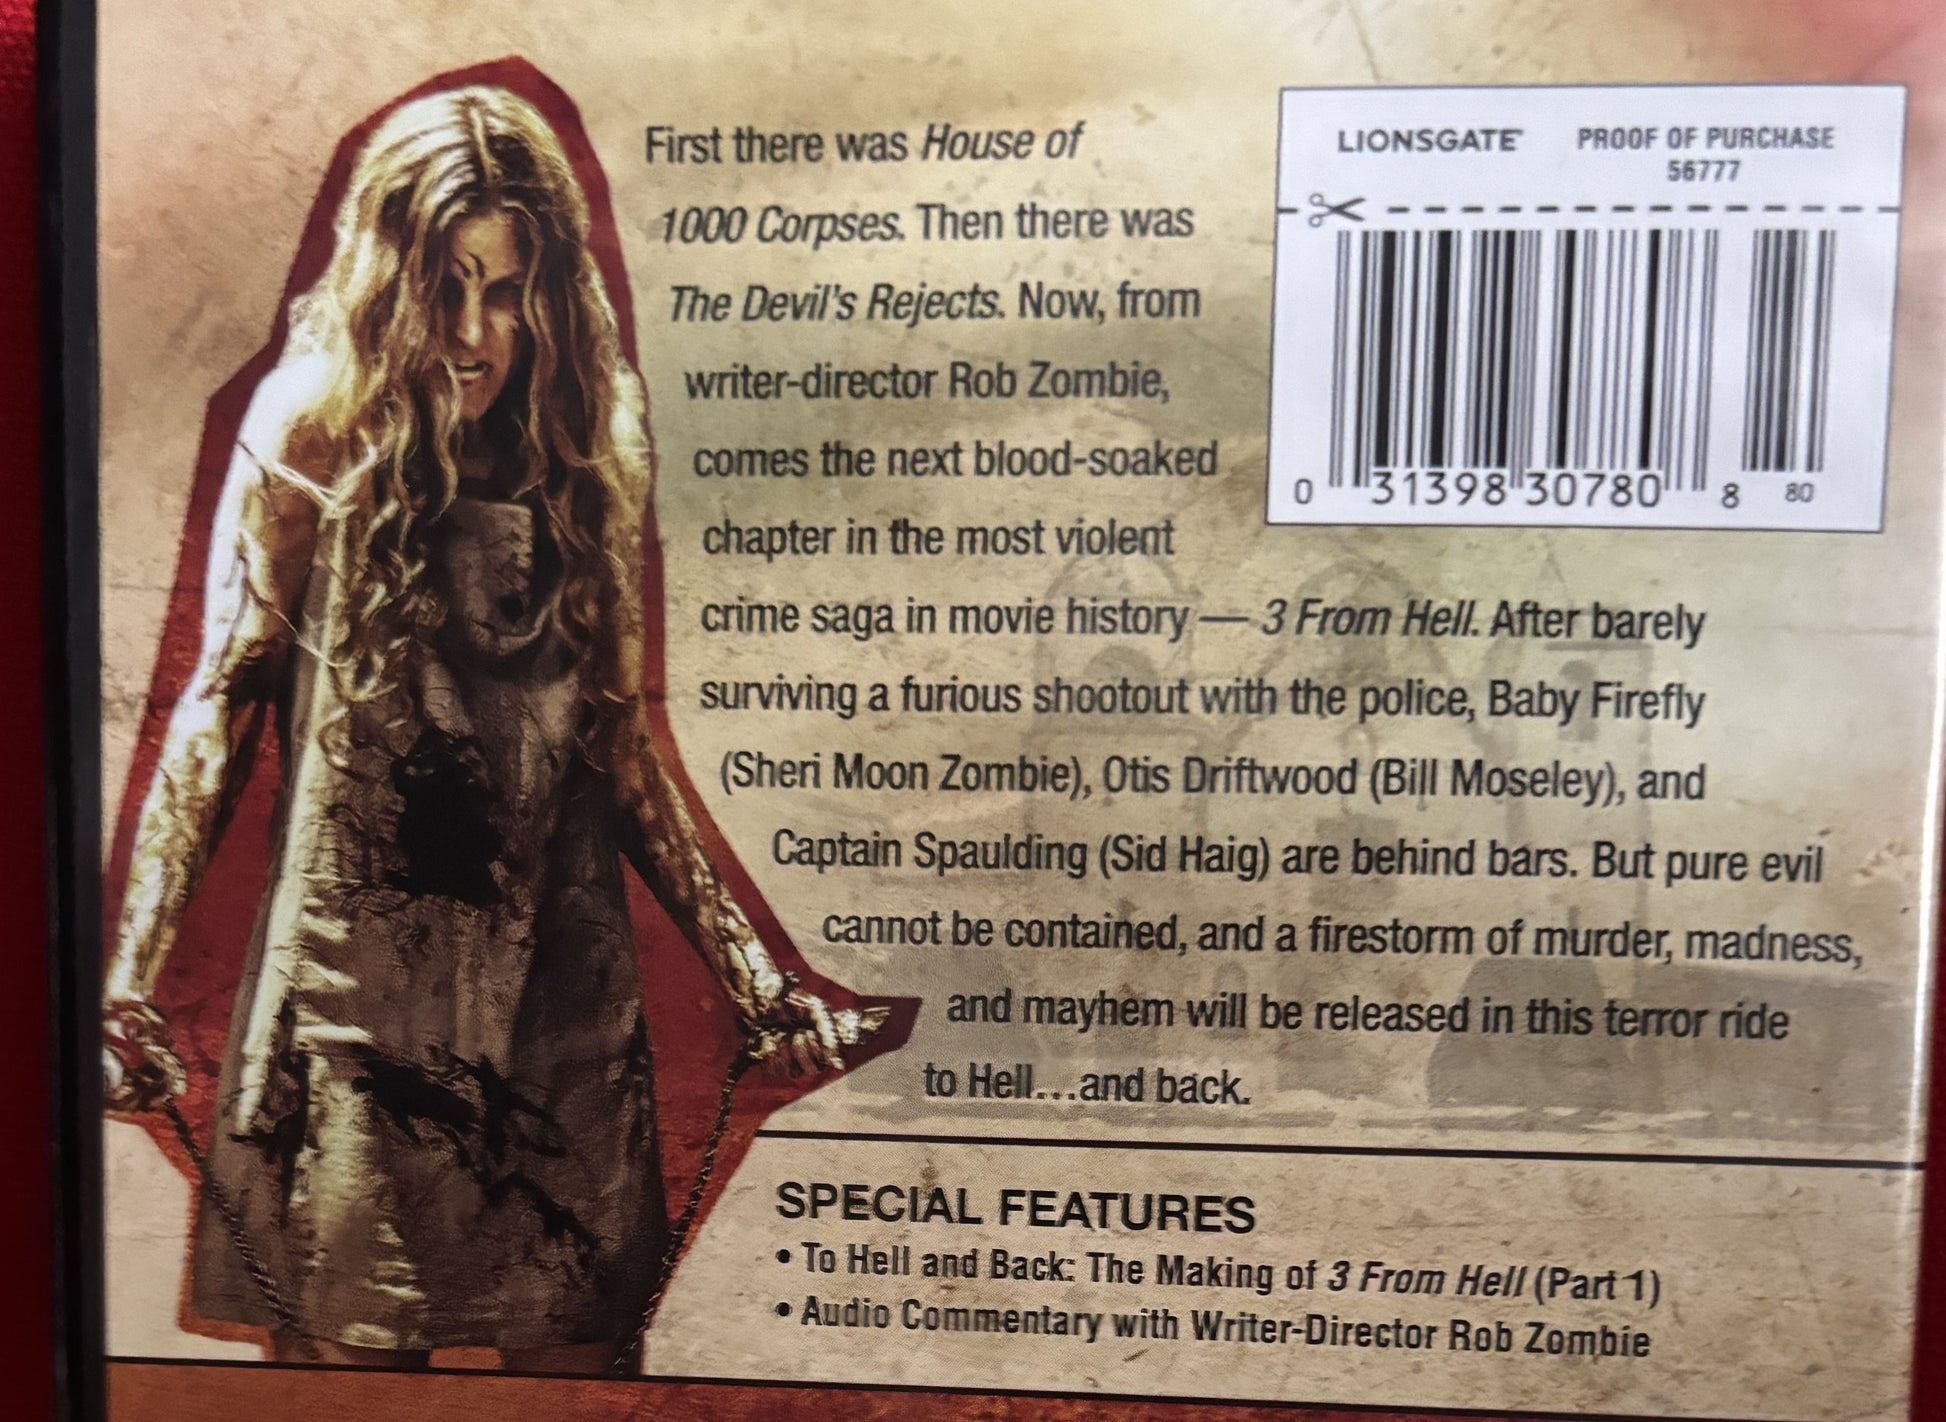 First there was House of
1000 Corpses. Then there was
The Devil's Rejects. Now, from
writer-director Rob Zombie,
comes the next blood-soaked
chapter in the most violent
crime saga in movie history — 3 From Hell. After barely
surviving a furious shootout with the police, Baby Firefly
(Sheri Moon Zombie), Otis Driftwood (Bill Moseley), and
Captain Spaulding (Sid Haig) are behind bars. But pure evil
cannot be contained, and a firestorm of murder, madness,
and mayhem will be released in this terror ride
to Hell...and back.
LIONSGATE PROOF OF PURCHASE
56777
0 31398 30780 8 80
SPECIAL FEATURES
• To Hell and Back: The Making of 3 From Hell (Part 1)
• Audio Commentary with Writer-Director Rob Zombie